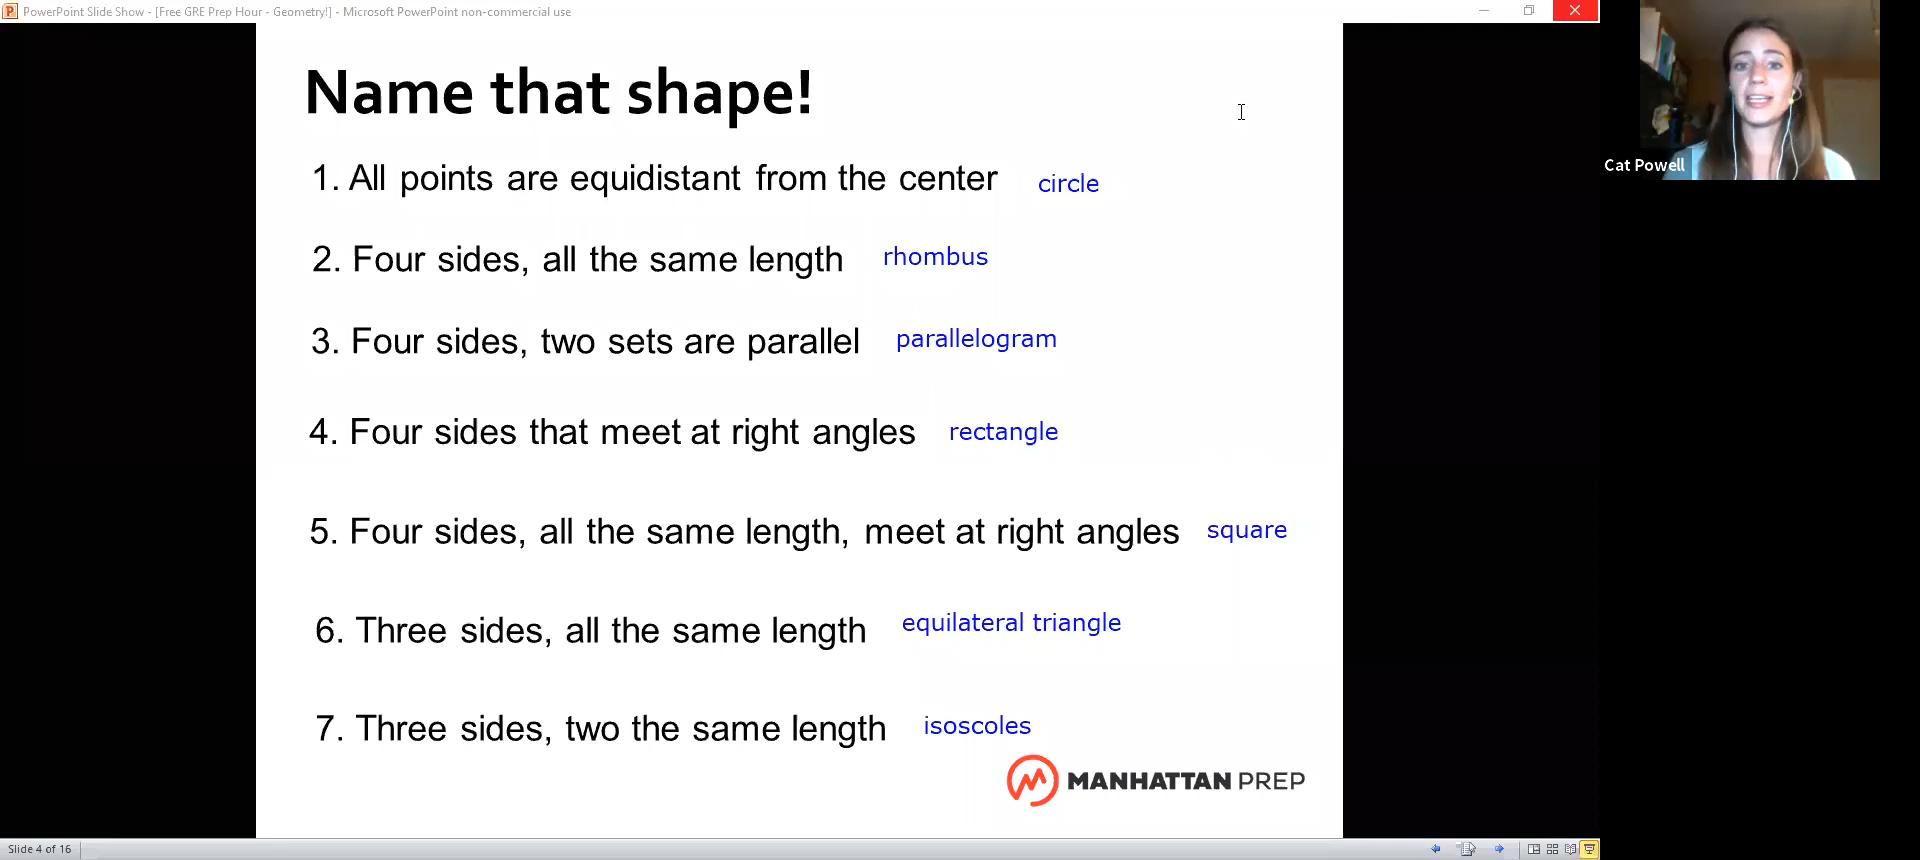 PowerPoint Slide Show - [Free GRE Prep Hour - Geometry!] - Microsoft PowerPoint non-commercial use
Name that shape!
1. All points are equidistant from the center circle
2. Four sides, all the same length rhombus
3. Four sides, two sets are parallel parallelogram
4. Four sides that meet at right angles rectangle
5. Four sides, all the same length, meet at right angles square
6. Three sides, all the same length equilateral triangle
7. Three sides, two the same length isoscoles
MANHATTAN PREP
Cat Powell
Slide 4 of 16